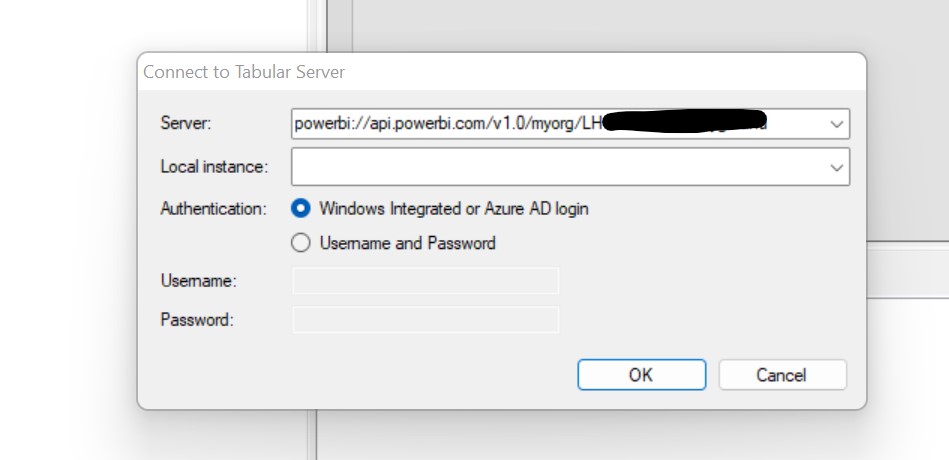 Connect to Tabular Server
Server: powerbi://api.powerbi.com/v1.0/myorg/LH
Local instance:
Authentication: Windows Integrated or Azure AD login
Username and Password
Username:
Password:
OK Cancel